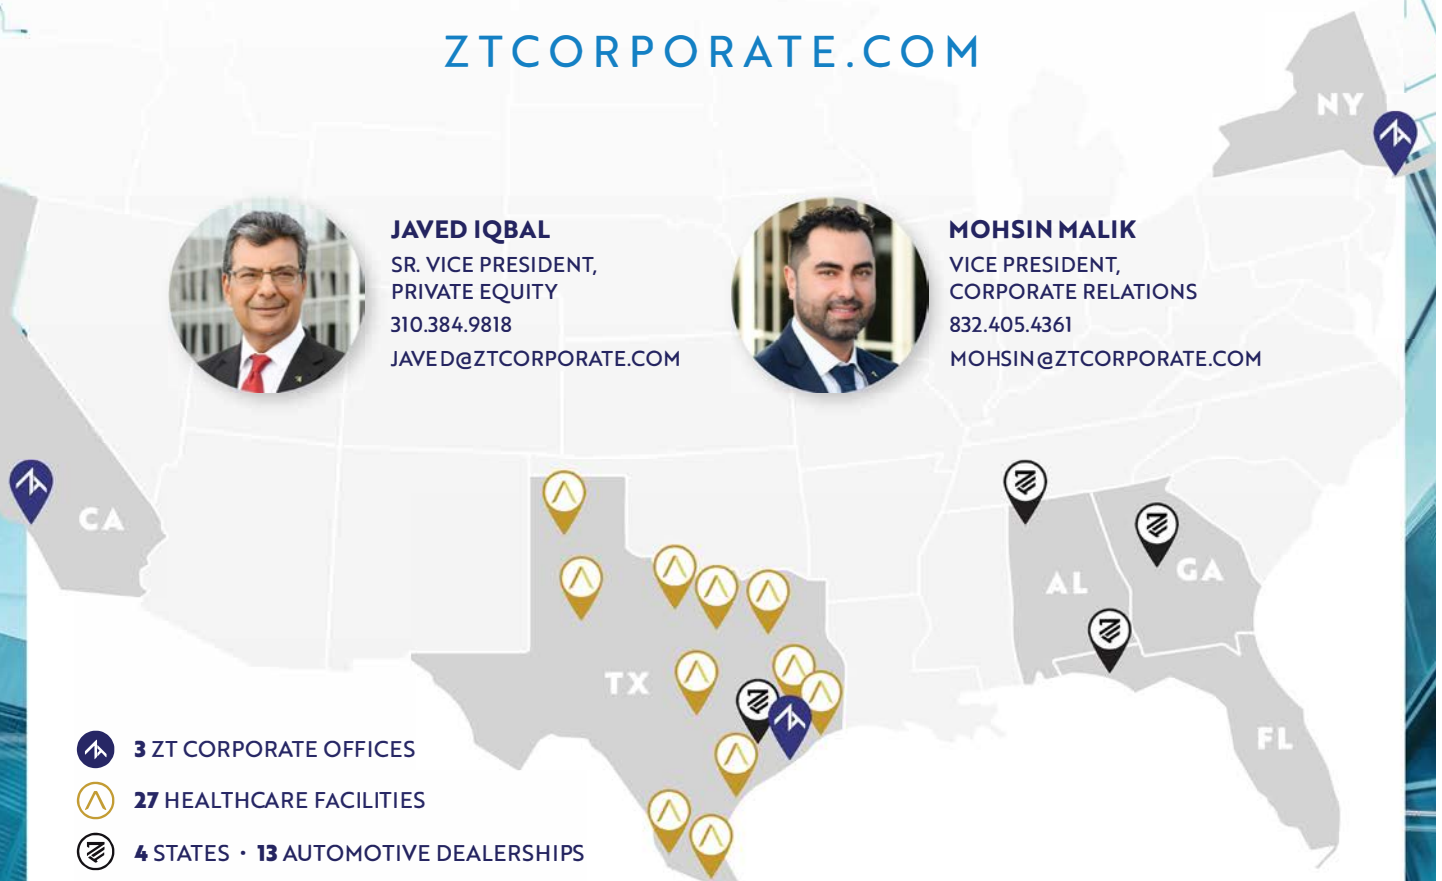 ZTCORPORATE.COM
NY
JAVED IQBAL
SR. VICE PRESIDENT,
PRIVATE EQUITY
310.384.9818
JAVED@ZTCORPORATE.COM
MOHSIN MALIK
VICE PRESIDENT,
CORPORATE RELATIONS
832.405.4361
MOHSIN@ZTCORPORATE.COM
CA
AL
GA
TX
FL
3 ZT CORPORATE OFFICES
27 HEALTHCARE FACILITIES
4 STATES • 13 AUTOMOTIVE DEALERSHIPS